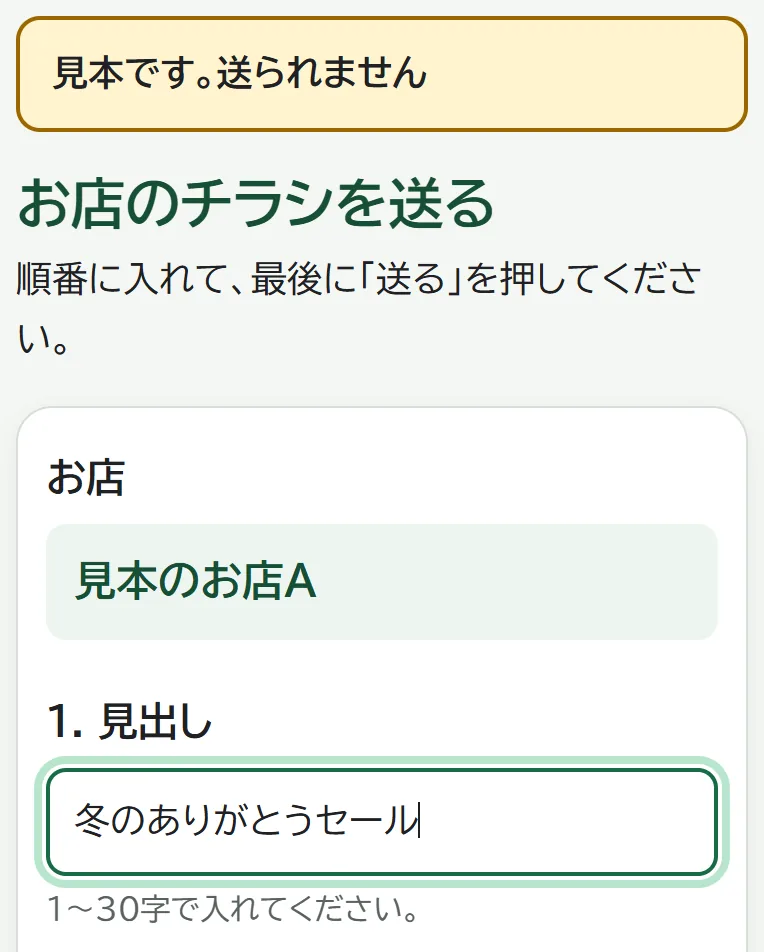 見本です。送られません
お店のチラシを送る
順番に入れて、最後に「送る」を押してくださ
い。
お店
見本のお店A
1. 見出し
冬のありがとうセール
1～30字で入れてください。